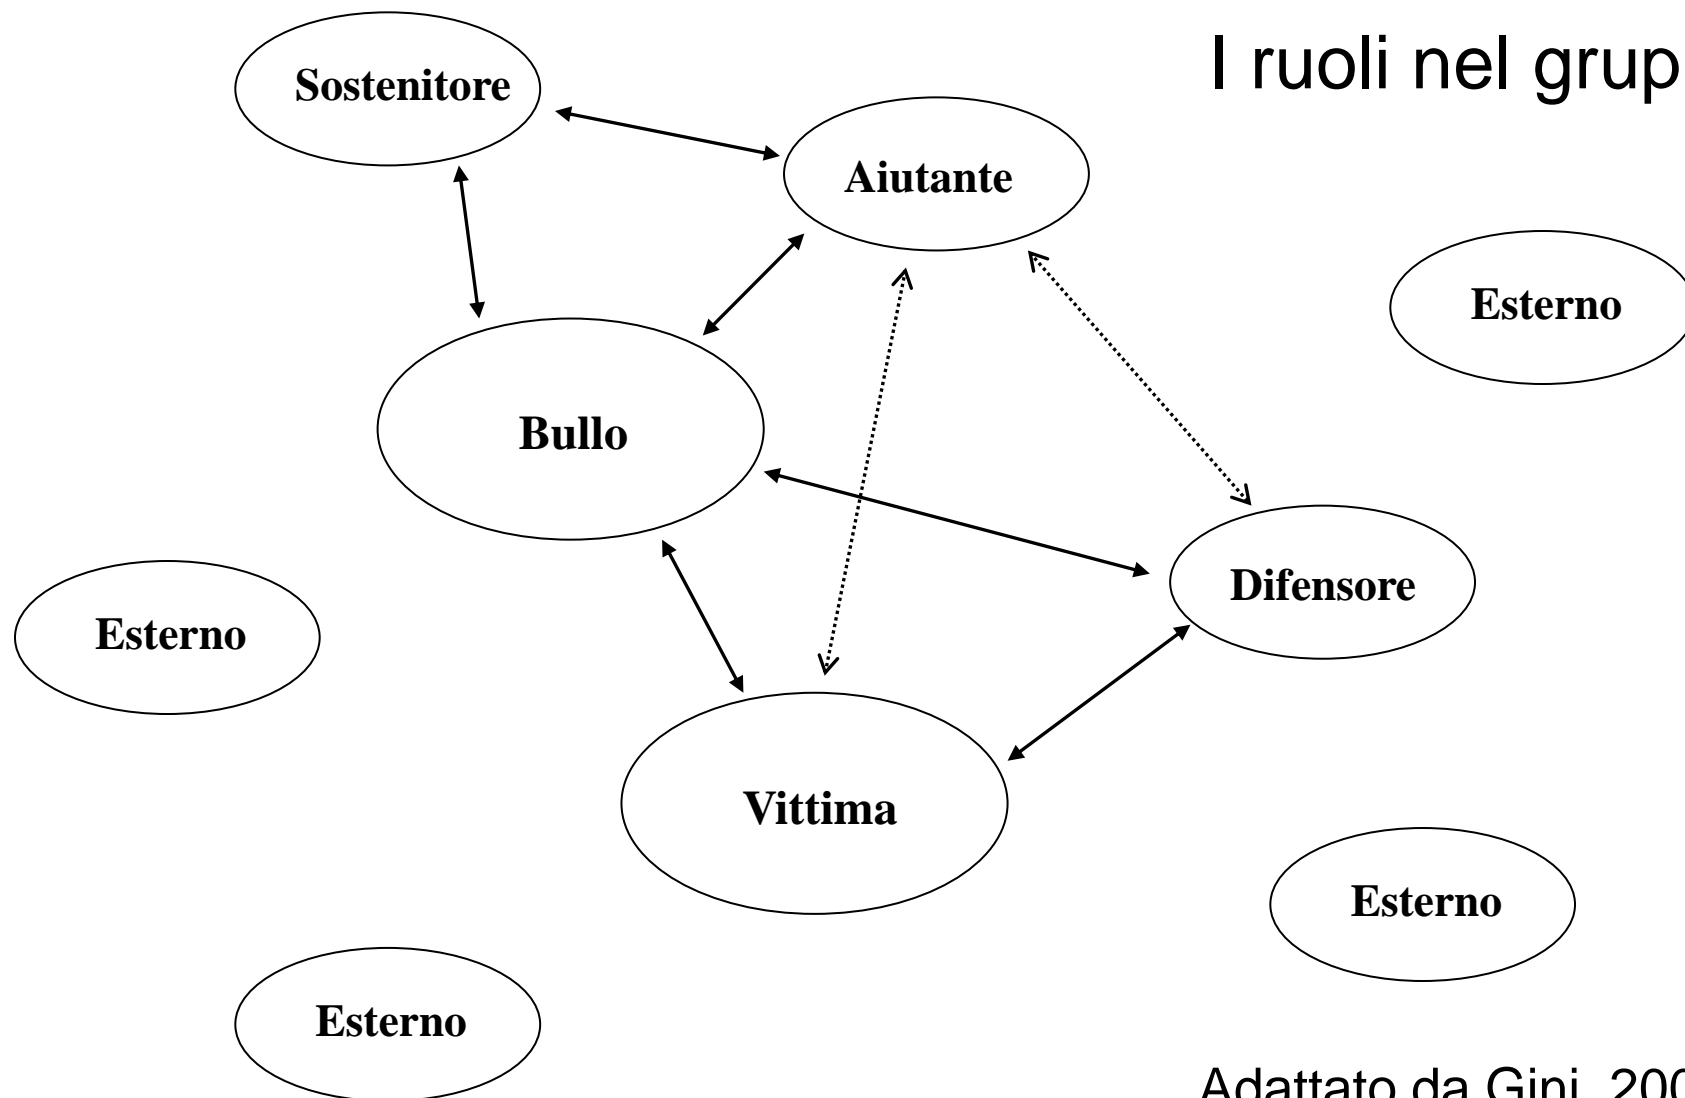 I ruoli nel grup
Sostenitore
Aiutante
Esterno
Bullo
Difensore
Esterno
Vittima
Esterno
Esterno
Adattato da Gini, 200